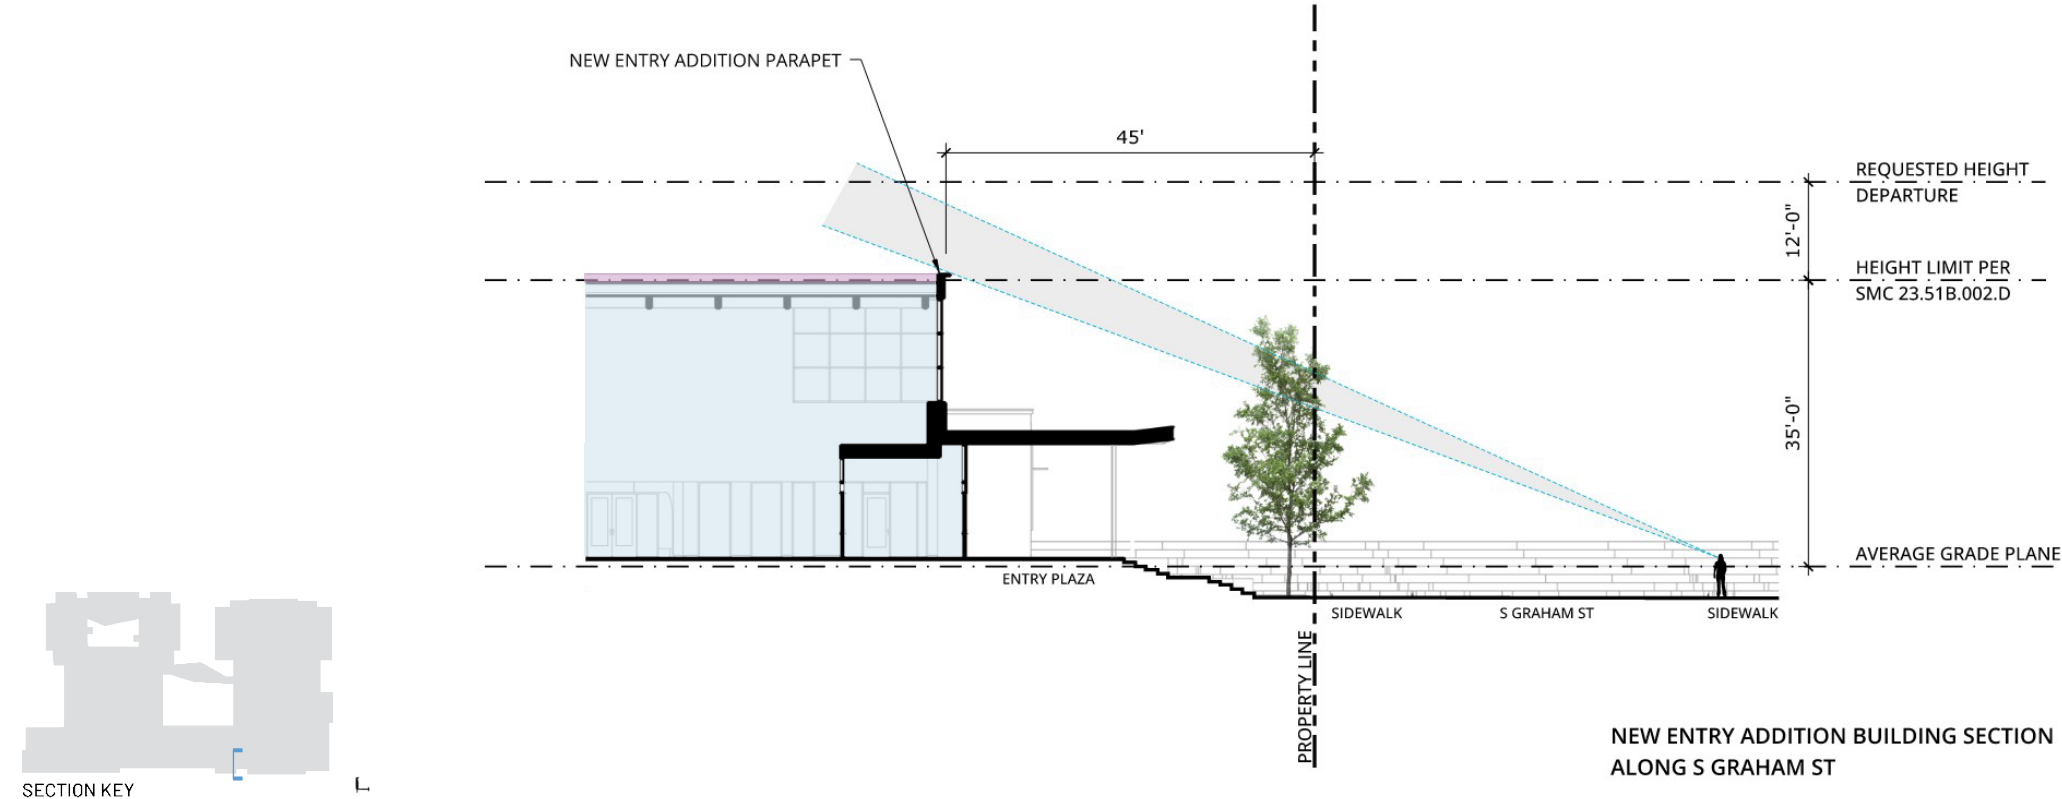 NEW ENTRY ADDITION PARAPET
45'
REQUESTED HEIGHT
DEPARTURE
12'-0"
HEIGHT LIMIT PER
SMC 23.51B.002.D
35'-0"
AVERAGE GRADE PLANE
ENTRY PLAZA
SIDEWALK
S GRAHAM ST
SIDEWALK
PROPERTY LINE
NEW ENTRY ADDITION BUILDING SECTION
ALONG S GRAHAM ST
SECTION KEY